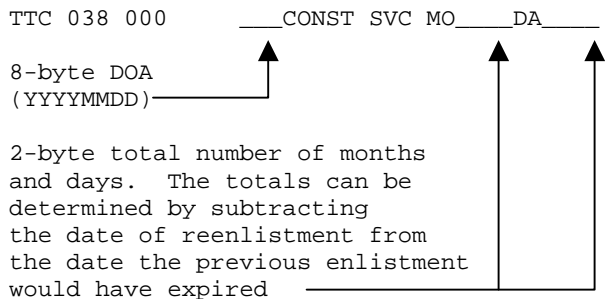 TTC 038 000 ___CONST SVC MO____DA____
8-byte DOA
(YYYYMMDD)
2-byte total number of months
and days. The totals can be
determined by subtracting
the date of reenlistment from
the date the previous enlistment
would have expired